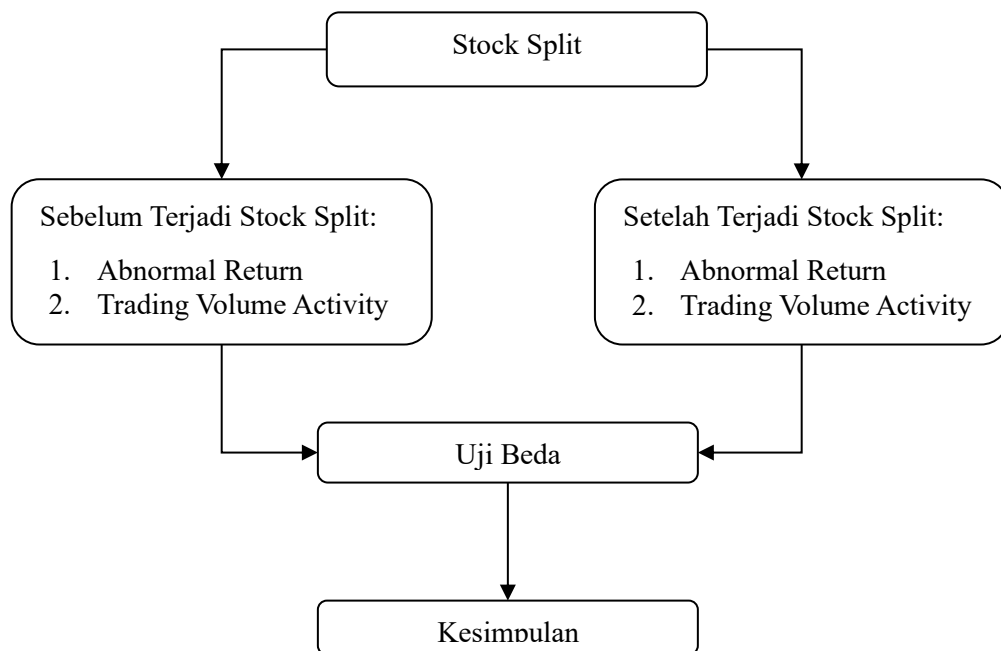 Stock Split
Sebelum Terjadi Stock Split:
1. Abnormal Return
2. Trading Volume Activity
Setelah Terjadi Stock Split:
1. Abnormal Return
2. Trading Volume Activity
Uji Beda
Kesimpulan